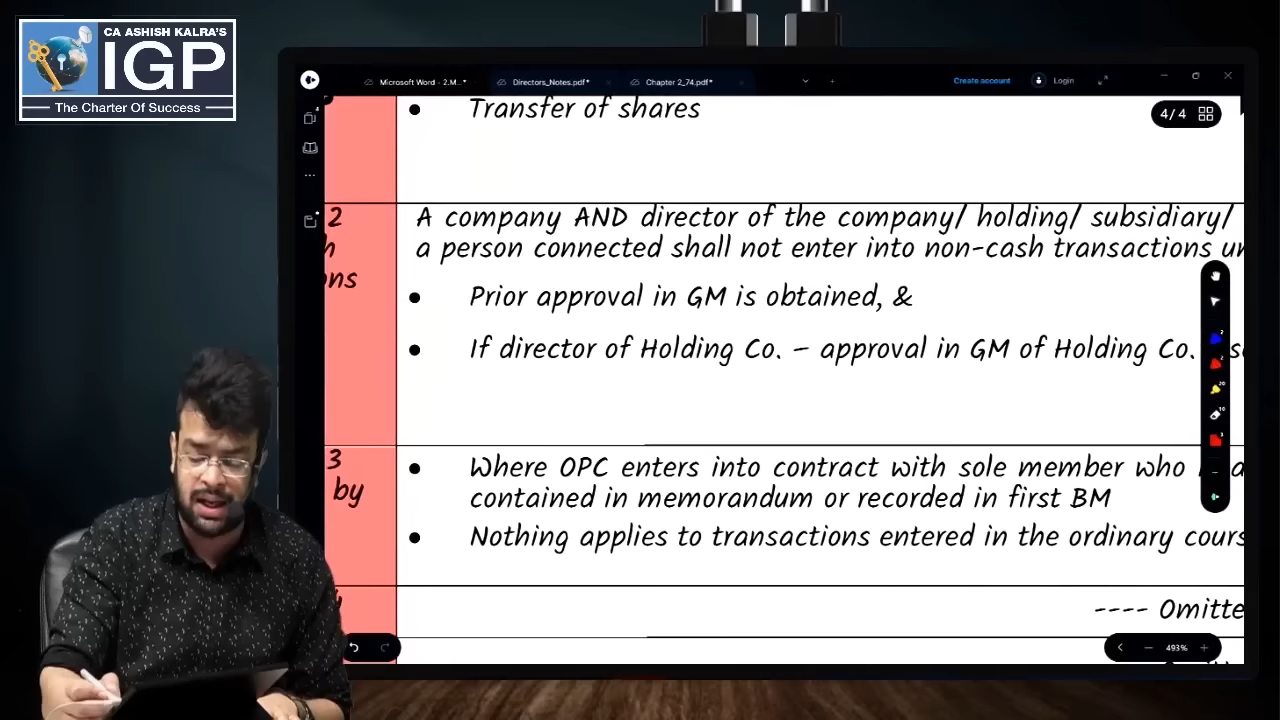 CA ASHISH KALRA'S
IGP
The Charter Of Success
Microsoft Word - 2.M...*
Directors_Notes.pdf*
Chapter 2_74.pdf*
Create account
Login
4/4
• Transfer of shares
2
ons
A company AND director of the company/ holding/ subsidiary/
a person connected shall not enter into non-cash transactions un
• Prior approval in GM is obtained, &
• If director of Holding Co. – approval in GM of Holding Co.
3
by
• Where OPC enters into contract with sole member who
contained in memorandum or recorded in first BM
• Nothing applies to transactions entered in the ordinary cours
---- Omitte
493%